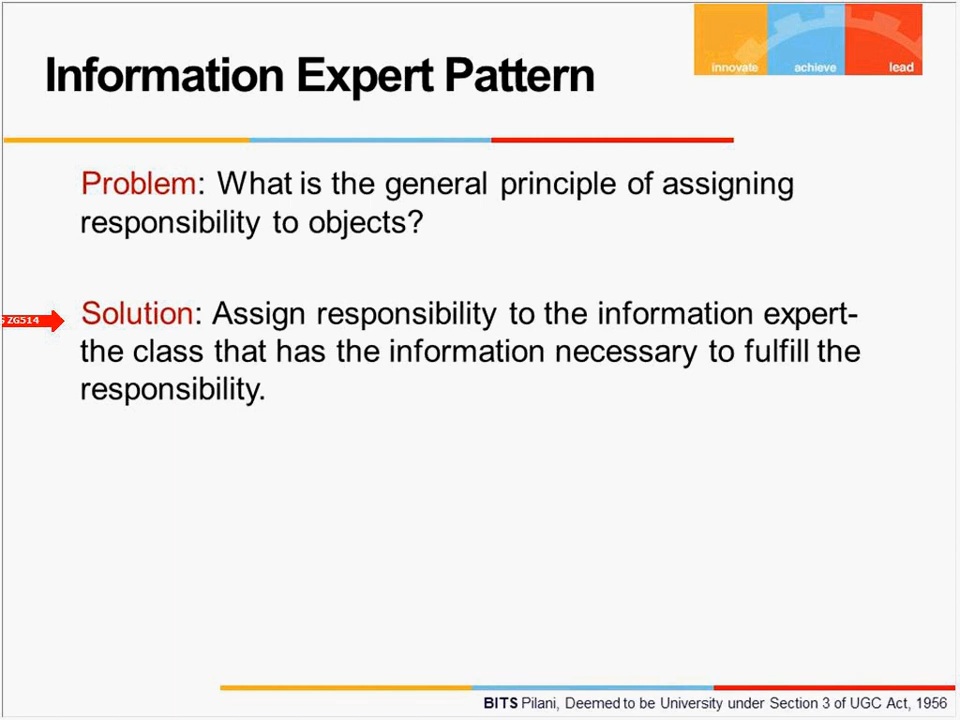 innovate achieve lead
Information Expert Pattern
Problem: What is the general principle of assigning
responsibility to objects?
ZG514
Solution: Assign responsibility to the information expert-
the class that has the information necessary to fulfill the
responsibility.
BITS Pilani, Deemed to be University under Section 3 of UGC Act, 1956